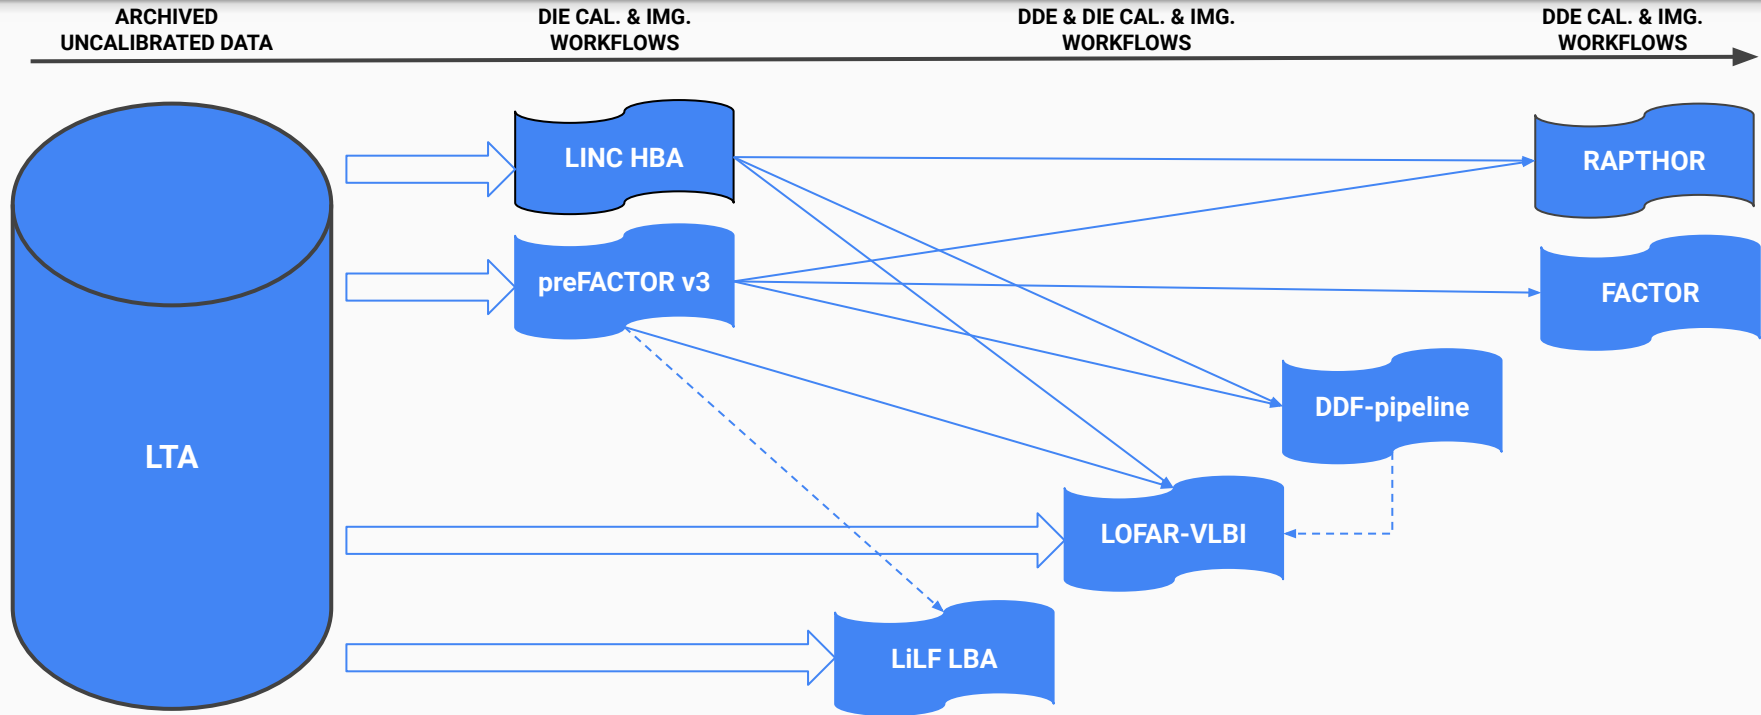 ARCHIVED
UNCALIBRATED DATA
DIE CAL. & IMG.
WORKFLOWS
DDE & DIE CAL. & IMG.
WORKFLOWS
DDE CAL. & IMG.
WORKFLOWS
LINC HBA
RAPTHOR
preFACTOR v3
FACTOR
DDF-pipeline
LTA
LOFAR-VLBI
LiLF LBA